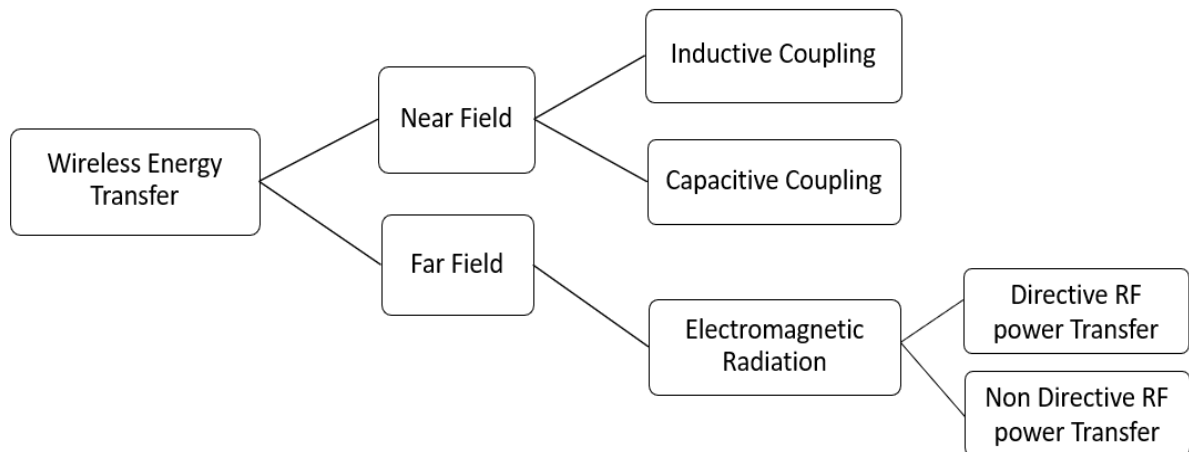 Wireless Energy
Transfer
Near Field
Inductive Coupling
Capacitive Coupling
Far Field
Electromagnetic
Radiation
Directive RF
power Transfer
Non Directive RF
power Transfer